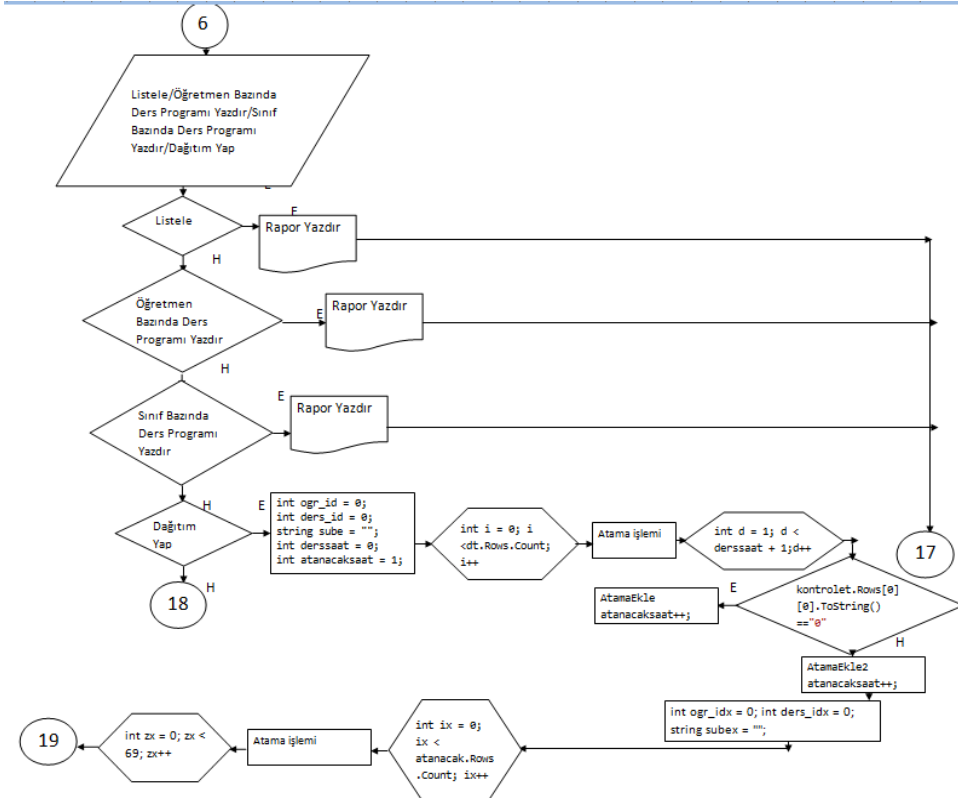 6
Listele/Öğretmen Bazında
Ders Programı Yazdır/Sınıf
Bazında Ders Programı
Yazdır/Dağıtım Yap
Listele
E
Rapor Yazdır
H
Öğretmen
Bazında Ders
Programı Yazdır
E
Rapor Yazdır
H
Sınıf Bazında
Ders Programı
Yazdır
E
Rapor Yazdır
H
Dağıtım
Yap
E
int ogr_id = 0;
int ders_id = 0;
string sube = "";
int derssaat = 0;
int atanacaksaat = 1;
int i = 0; i
<dt.Rows.Count;
i++
Atama işlemi
int d = 1; d <
derssaat + 1;d++
17
H
18
kontrolet.Rows[0]
[0].ToString()
=="0"
E
AtamaEkle
atanacaksaat++;
H
AtamaEkle2
atanacaksaat++;
int ogr_idx = 0; int ders_idx = 0;
string subex = "";
int ix = 0;
ix <
atanacak.Rows
.Count; ix++
Atama işlemi
int zx = 0; zx <
69; zx++
19